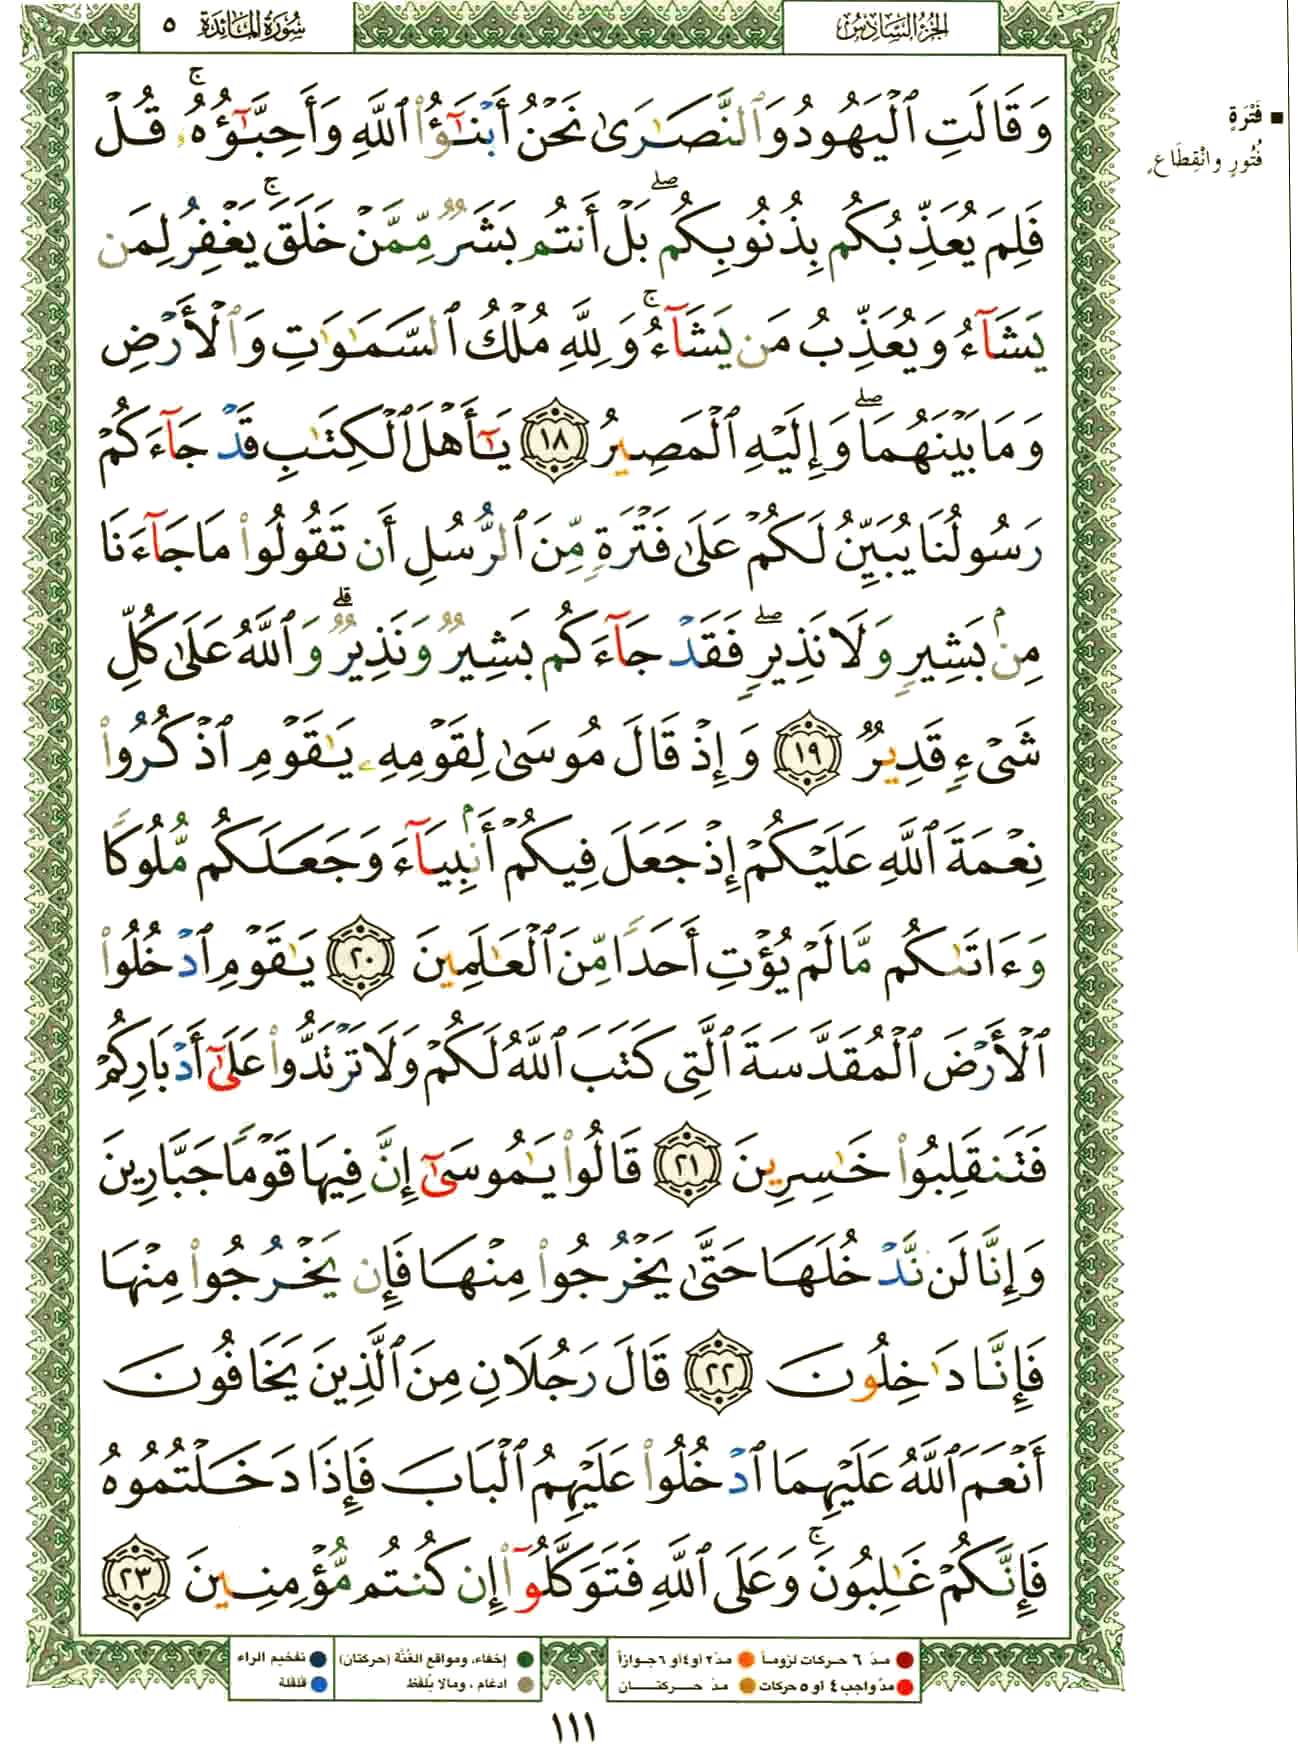 الجزء السادس
سورة المائدة ٥
وَقَالَتِ ٱلْيَهُودُ وَٱلنَّصَٰرَىٰ نَحْنُ أَبْنَٰٓؤُا۟ ٱللَّهِ وَأَحِبَّٰٓؤُهُۥ ۚ قُلْ
فَلِمَ يُعَذِّبُكُم بِذُنُوبِكُم ۖ بَلْ أَنتُم بَشَرٌ مِّمَّنْ خَلَقَ ۚ يَغْفِرُ لِمَن
يَشَآءُ وَيُعَذِّبُ مَن يَشَآءُ ۚ وَلِلَّهِ مُلْكُ ٱلسَّمَٰوَٰتِ وَٱلْأَرْضِ
وَمَا بَيْنَهُمَا ۖ وَإِلَيْهِ ٱلْمَصِيرُ ١٨ يَٰٓأَهْلَ ٱلْكِتَٰبِ قَدْ جَآءَكُمْ
رَسُولُنَا يُبَيِّنُ لَكُمْ عَلَىٰ فَتْرَةٍ مِّنَ ٱلرُّسُلِ أَن تَقُولُوا۟ مَا جَآءَنَا
مِنۢ بَشِيرٍ وَلَا نَذِيرٍ ۖ فَقَدْ جَآءَكُم بَشِيرٌ وَنَذِيرٌ ۗ وَٱللَّهُ عَلَىٰ كُلِّ
شَىْءٍ قَدِيرٌ ١٩ وَإِذْ قَالَ مُوسَىٰ لِقَوْمِهِۦ يَٰقَوْمِ ٱذْكُرُوا۟
نِعْمَةَ ٱللَّهِ عَلَيْكُمْ إِذْ جَعَلَ فِيكُمْ أَنۢبِيَآءَ وَجَعَلَكُم مُّلُوكًا
وَءَاتَىٰكُم مَّا لَمْ يُؤْتِ أَحَدًا مِّنَ ٱلْعَٰلَمِينَ ٢٠ يَٰقَوْمِ ٱدْخُلُوا۟
ٱلْأَرْضَ ٱلْمُقَدَّسَةَ ٱلَّتِى كَتَبَ ٱللَّهُ لَكُمْ وَلَا تَرْتَدُّوا۟ عَلَىٰٓ أَدْبَارِكُمْ
فَتَنقَلِبُوا۟ خَٰسِرِينَ ٢١ قَالُوا۟ يَٰمُوسَىٰٓ إِنَّ فِيهَا قَوْمًا جَبَّارِينَ
وَإِنَّا لَن نَّدْخُلَهَا حَتَّىٰ يَخْرُجُوا۟ مِنْهَا فَإِن يَخْرُجُوا۟ مِنْهَا
فَإِنَّا دَٰخِلُونَ ٢٢ قَالَ رَجُلَانِ مِنَ ٱلَّذِينَ يَخَافُونَ
أَنْعَمَ ٱللَّهُ عَلَيْهِمَا ٱدْخُلُوا۟ عَلَيْهِمُ ٱلْبَابَ فَإِذَا دَخَلْتُمُوهُ
فَإِنَّكُمْ غَٰلِبُونَ ۚ وَعَلَى ٱللَّهِ فَتَوَكَّلُوٓا۟ إِن كُنتُم مُّؤْمِنِينَ ٢٣
■ فَتْرَةٍ
فُتُورٍ وانْقِطَاعٍ
مدّ ٦ حركات لزوماً ● مدّ ٢ أو ٤ أو ٦ جوازاً
مدّ واجب ٤ أو ٥ حركات ● مدّ حركتان
إخفاء، ومواقع الغُنَّة (حركتان) ● تفخيم الراء
ادغام، ومالا يُلفَظ ● قلقلة
١١١